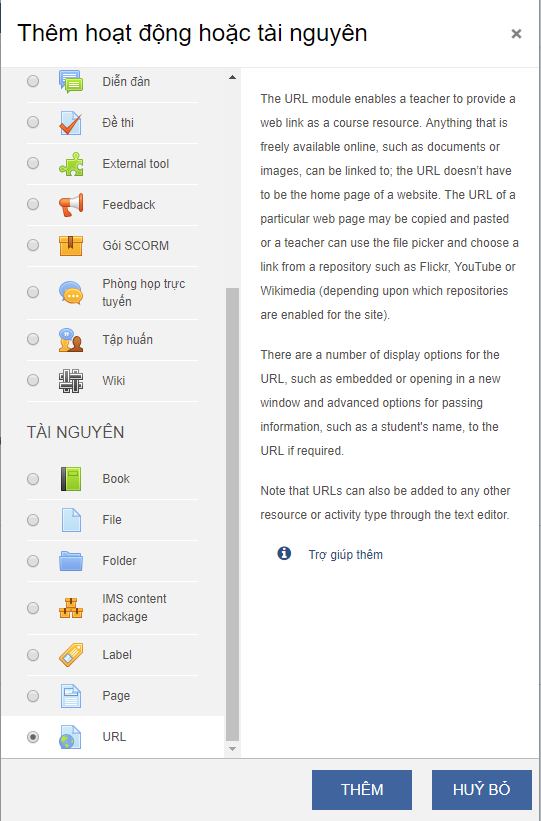 Thêm hoạt động hoặc tài nguyên
×
Diễn đàn
Đề thi
External tool
Feedback
Gói SCORM
Phòng họp trực
tuyến
Tập huấn
Wiki
TÀI NGUYÊN
Book
File
Folder
IMS content
package
Label
Page
URL
The URL module enables a teacher to provide a
web link as a course resource. Anything that is
freely available online, such as documents or
images, can be linked to; the URL doesn't have
to be the home page of a website. The URL of a
particular web page may be copied and pasted
or a teacher can use the file picker and choose a
link from a repository such as Flickr, YouTube or
Wikimedia (depending upon which repositories
are enabled for the site).
There are a number of display options for the
URL, such as embedded or opening in a new
window and advanced options for passing
information, such as a student's name, to the
URL if required.
Note that URLs can also be added to any other
resource or activity type through the text editor.
Trợ giúp thêm
THÊM
HUỶ BỎ